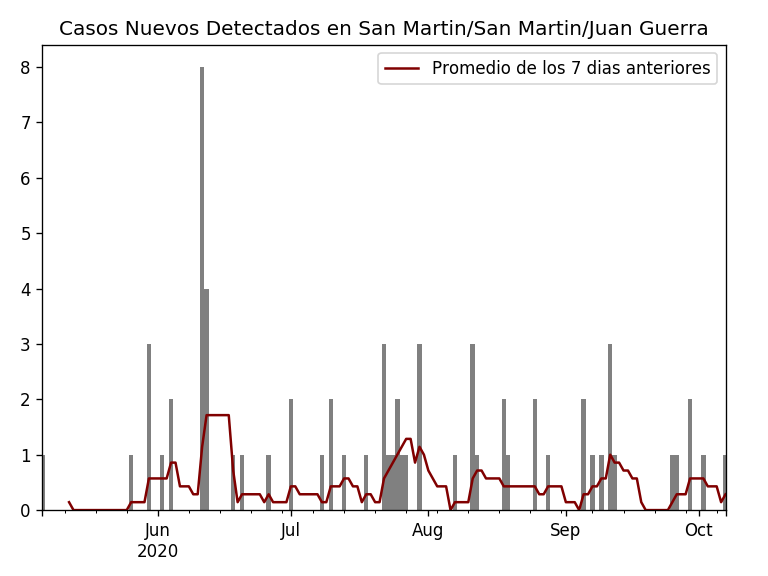 Casos Nuevos Detectados en San Martin/San Martin/Juan Guerra
Promedio de los 7 dias anteriores
8
7
6
5
4
3
2
1
0
Jun
2020
Jul
Aug
Sep
Oct